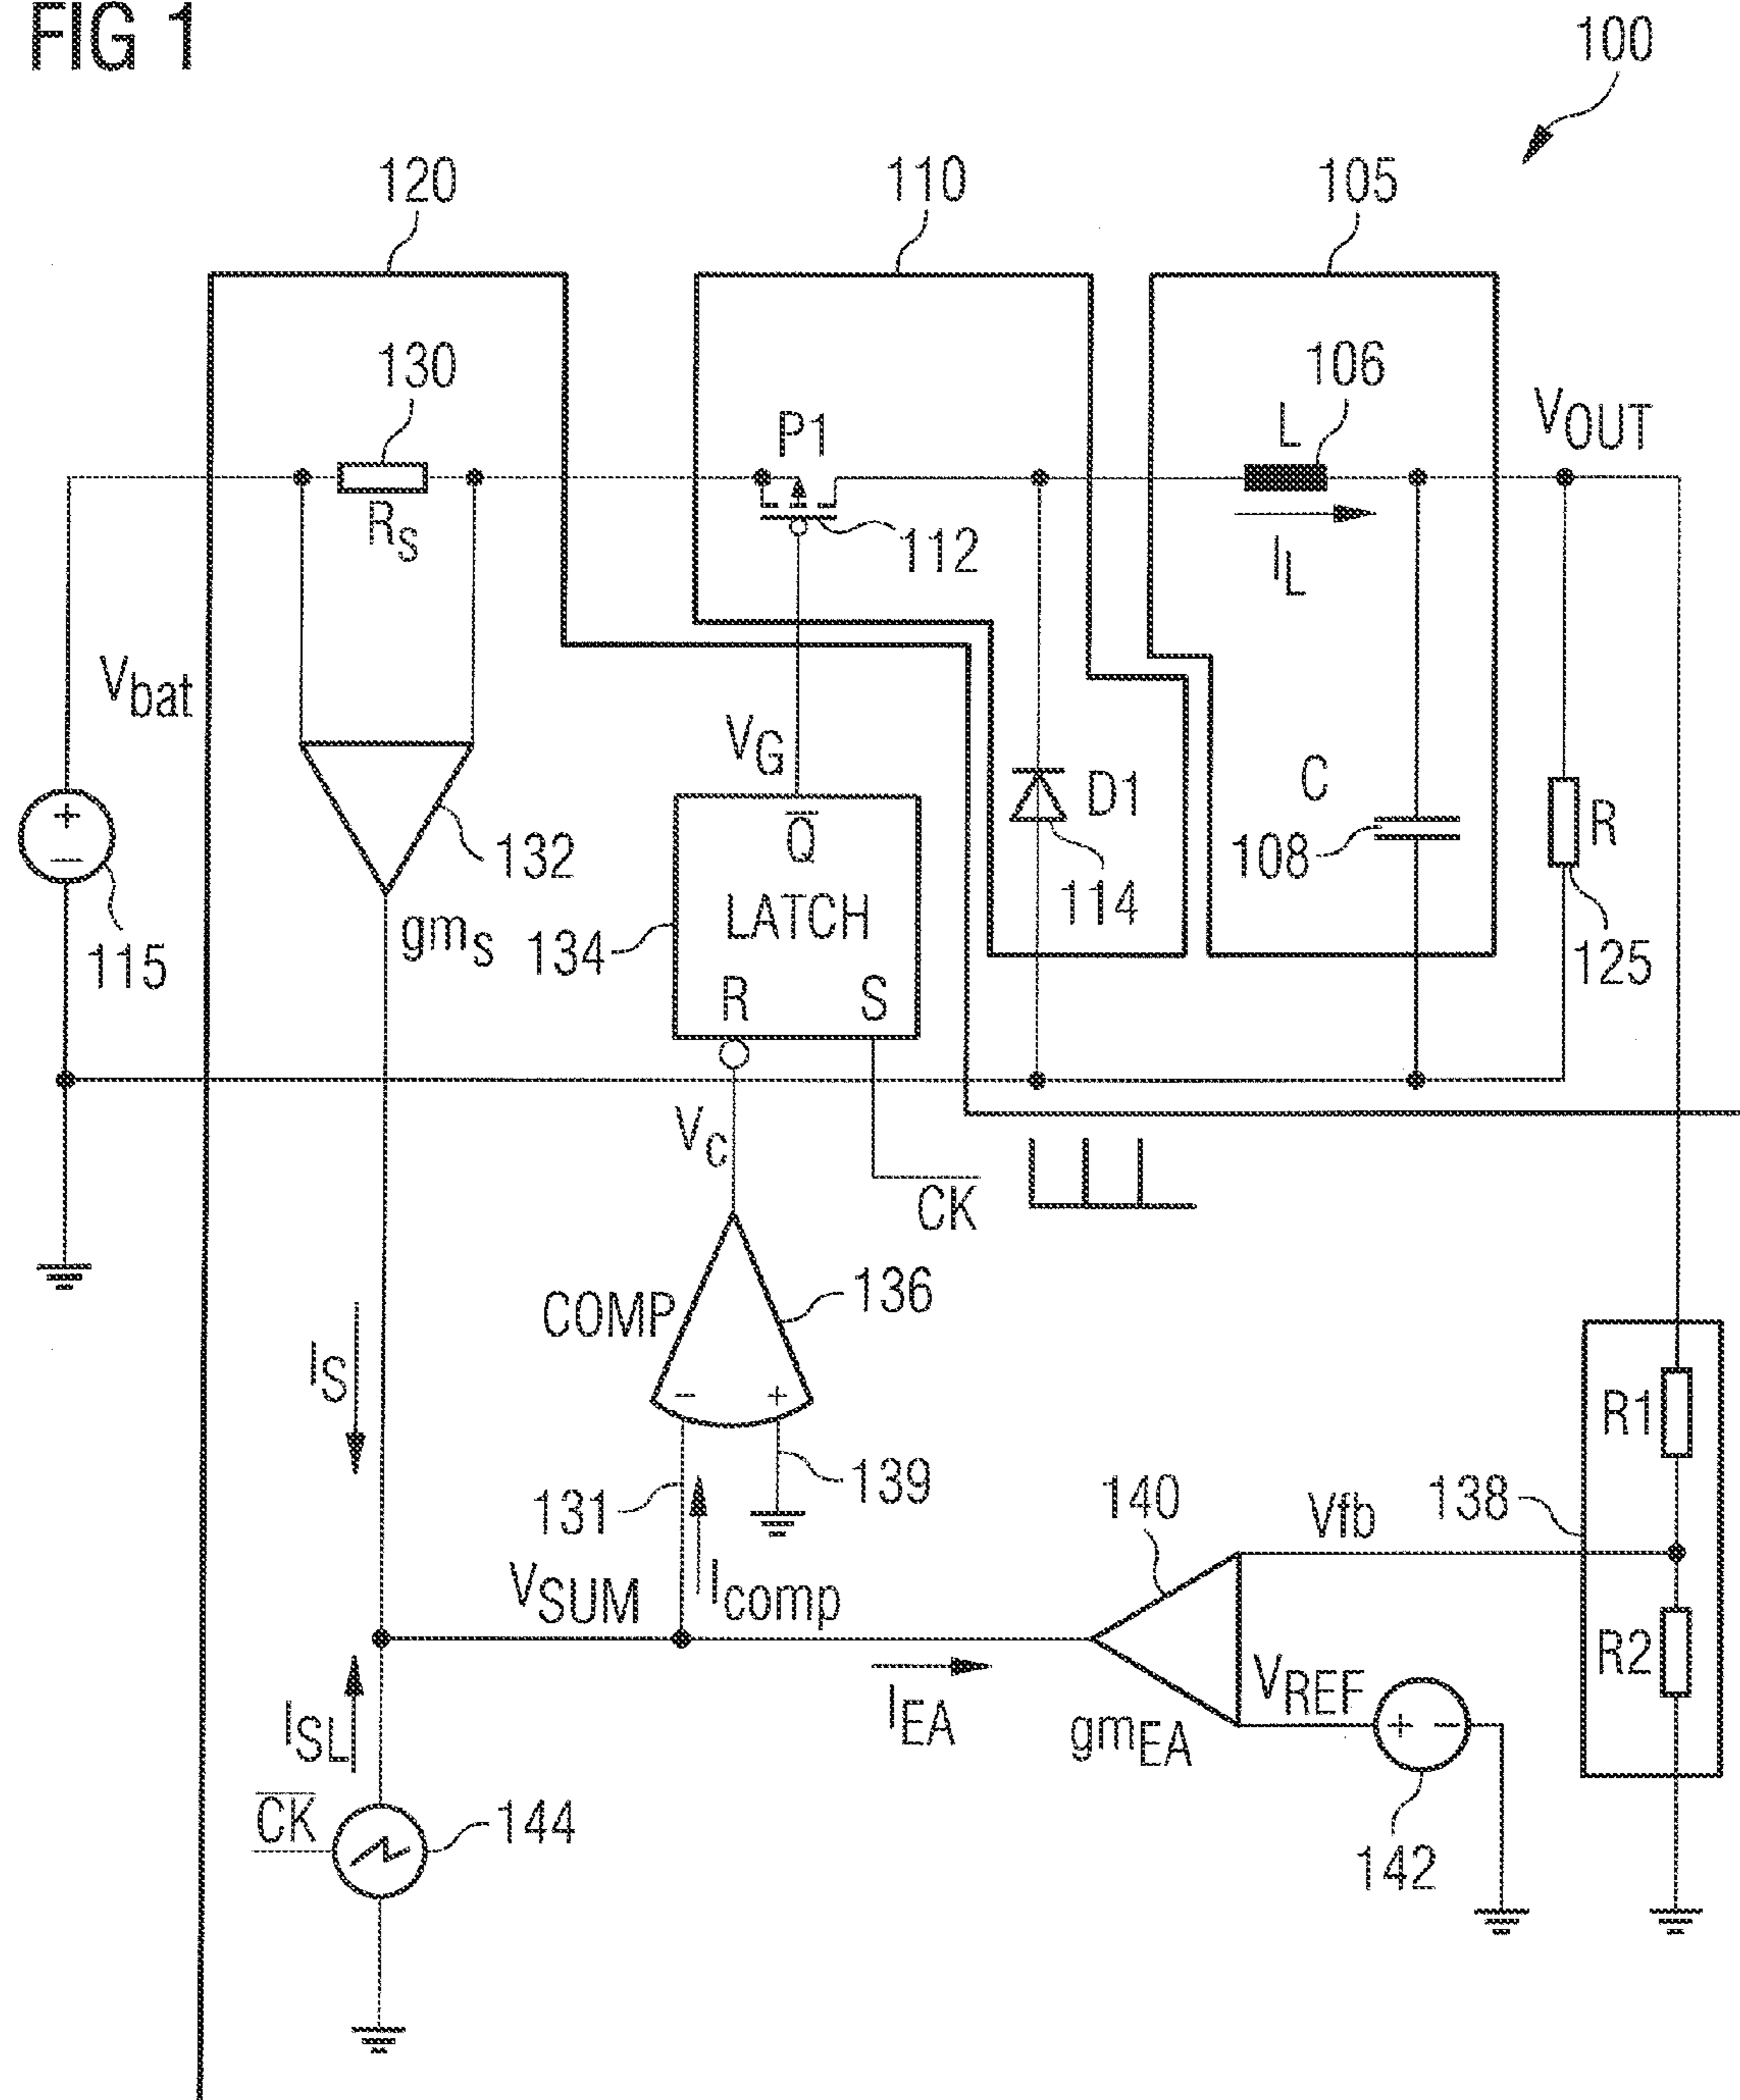 FIG 1
100
120
110
105
130
106
P1
L
VOUT
RS
112
IL
Vbat
VG
+
−
Q̅
C
D1
R
132
108
LATCH
114
gmS
134
115
125
R
S
VC
C̅K̅
136
COMP
IS
−
+
R1
139
131
140
Vfb
138
VSUM
Icomp
R2
VREF
ISL
IEA
gmEA
+
−
C̅K̅
144
142